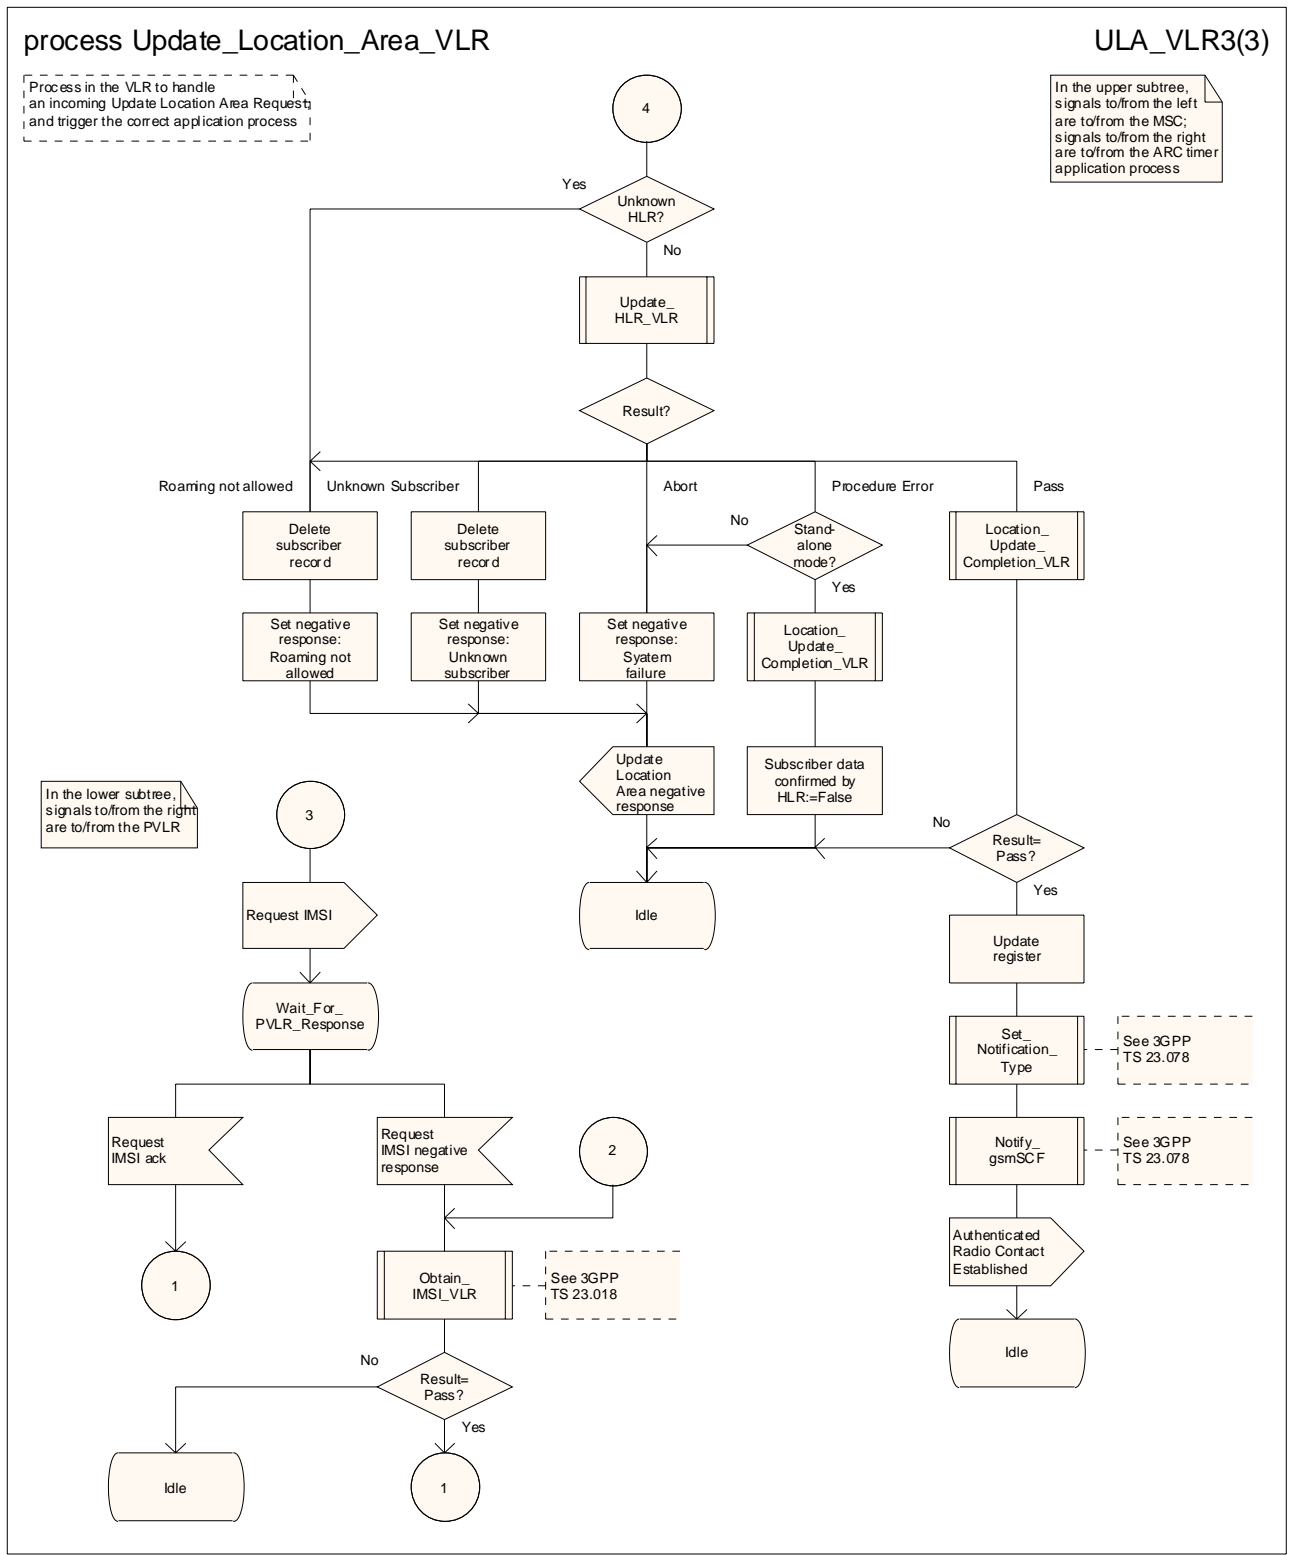 process Update_Location_Area_VLR
ULA_VLR3(3)
Process in the VLR to handle
an incoming Update Location Area Request
and trigger the correct application process
4
In the upper subtree,
signals to/from the left
are to/from the MSC;
signals to/from the right
are to/from the ARC timer
application process
Yes
Unknown
HLR?
No
Update_
HLR_VLR
Result?
Roaming not allowed
Unknown Subscriber
Abort
Procedure Error
Pass
Delete
subscriber
record
Delete
subscriber
record
No
Stand-
alone
mode?
Yes
Location_
Update_
Completion_VLR
Set negative
response:
Roaming not
allowed
Set negative
response:
Unknown
subscriber
Set negative
response:
System
failure
Location_
Update_
Completion_VLR
Update
Location
Area negative
response
Subscriber data
confirmed by
HLR:=False
In the lower subtree,
signals to/from the right
are to/from the PVLR
3
No
Result=
Pass?
Yes
Request IMSI
Idle
Update
register
Wait_For_
PVLR_Response
Set_
Notification_
Type
See 3GPP
TS 23.078
Request
IMSI ack
Request
IMSI negative
response
2
Notify_
gsmSCF
See 3GPP
TS 23.078
Authenticated
Radio Contact
Established
1
Obtain_
IMSI_VLR
See 3GPP
TS 23.018
Idle
No
Result=
Pass?
Yes
Idle
1